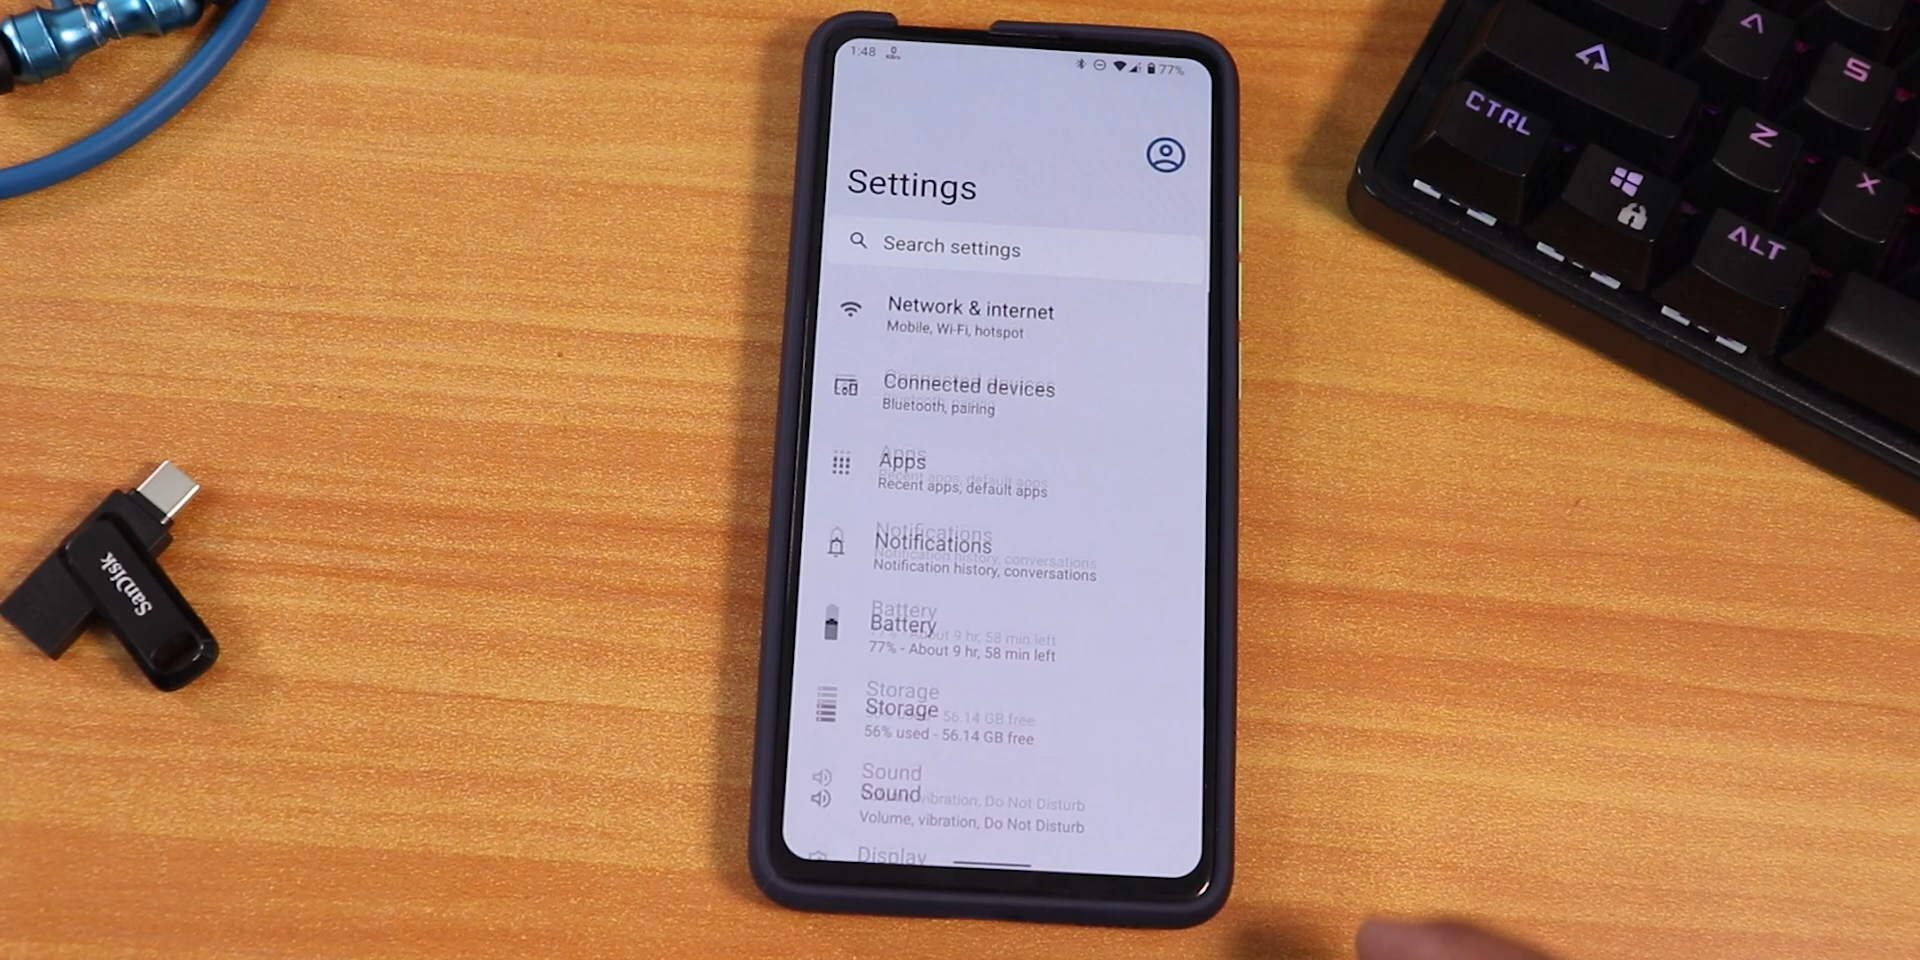 1:48
77%
Settings
Search settings
Network & internet
Mobile, Wi-Fi, hotspot
Connected devices
Bluetooth, pairing
Apps
Recent apps, default apps
Notifications
Notification history, conversations
Battery
77% - About 9 hr, 58 min left
Storage
56% used - 56.14 GB free
Sound
Volume, vibration, Do Not Disturb
Display
SanDisk
A
S
CTRL
Z
X
ALT